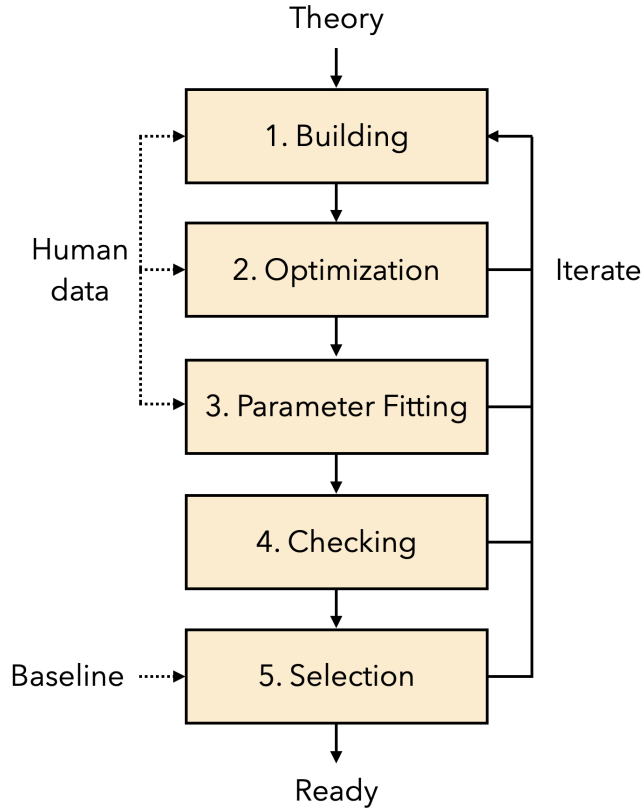 Theory
1. Building
Human
data
2. Optimization
Iterate
3. Parameter Fitting
4. Checking
Baseline
5. Selection
Ready